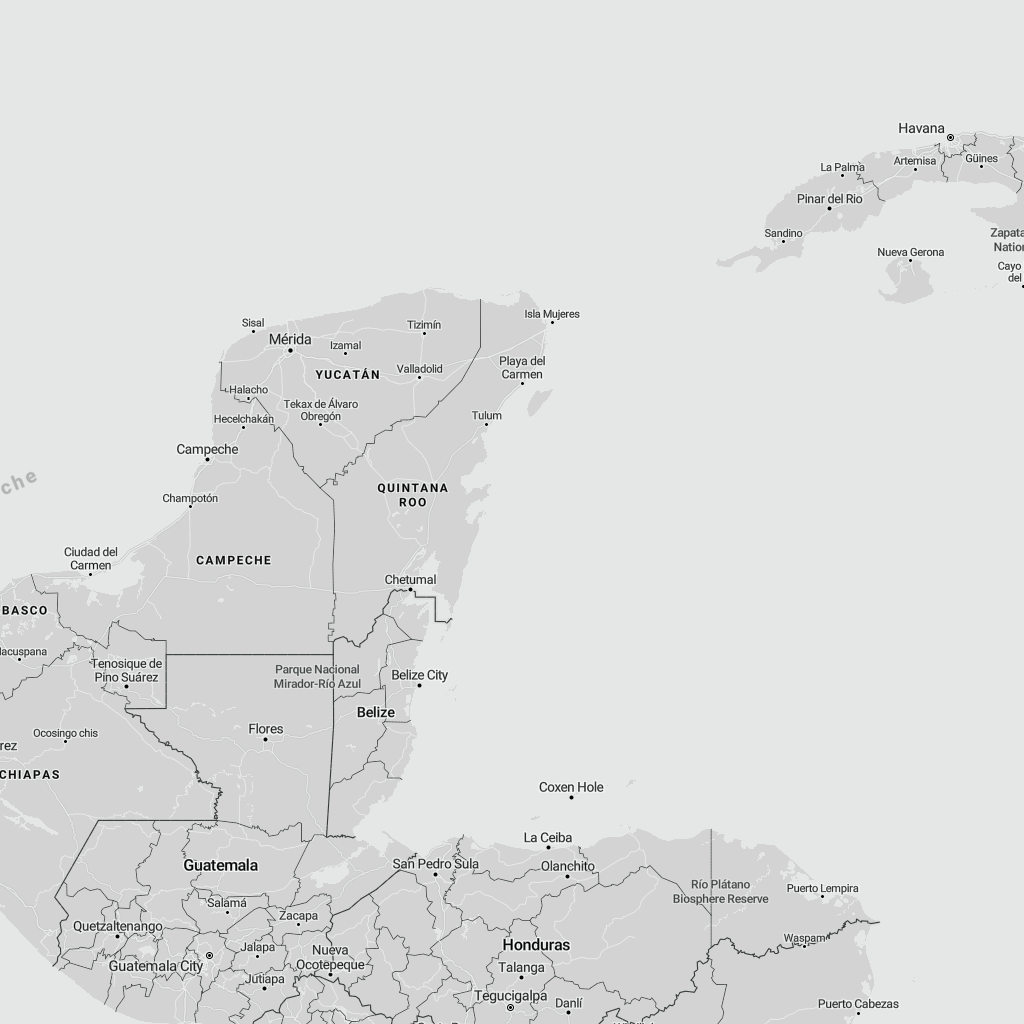 Havana
La Palma
Artemisa
Güines
Pinar del Rio
Sandino
Zapata
Nueva Gerona
Cayo
del
Isla Mujeres
Sisal
Tizimín
Mérida
Izamal
Playa del
Carmen
YUCATÁN
Valladolid
Halacho
Tekax de Álvaro
Obregón
Hecelchakán
Tulum
Campeche
che
QUINTANA
ROO
Champotón
Ciudad del
Carmen
CAMPECHE
Chetumal
BASCO
lacuspana
Tenosique de
Pino Suárez
Parque Nacional
Mirador-Río Azul
Belize City
Belize
Flores
Ocosingo chis
rez
CHIAPAS
Coxen Hole
La Ceiba
Guatemala
San Pedro Sula
Olanchito
Río Plátano
Biosphere Reserve
Puerto Lempira
Salamá
Zacapa
Quetzaltenango
Waspam
Jalapa
Nueva
Ocotepeque
Honduras
Guatemala City
Talanga
Jutiapa
Tegucigalpa
Danlí
Puerto Cabezas